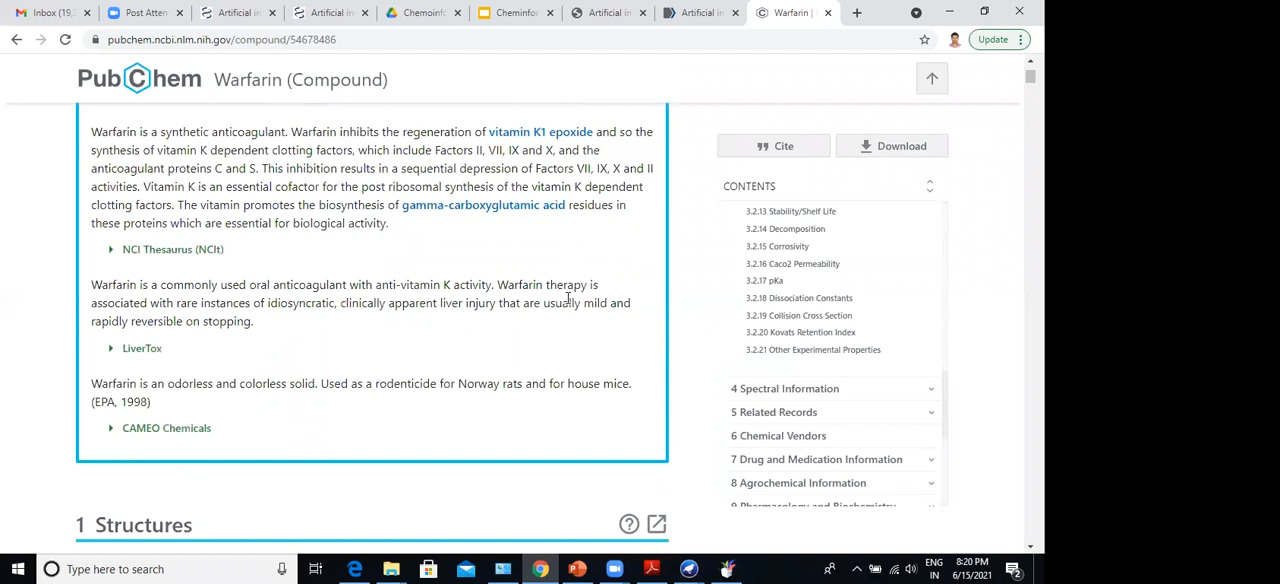 Inbox (19,
Post Atten
Artificial in
Artificial in
Chemoinfo
Cheminfo
Artificial in
Artificial in
Warfarin |
Update
pubchem.ncbi.nlm.nih.gov/compound/54678486
PubChem Warfarin (Compound)
Warfarin is a synthetic anticoagulant. Warfarin inhibits the regeneration of vitamin K1 epoxide and so the
synthesis of vitamin K dependent clotting factors, which include Factors II, VII, IX and X, and the
anticoagulant proteins C and S. This inhibition results in a sequential depression of Factors VII, IX, X and II
activities. Vitamin K is an essential cofactor for the post ribosomal synthesis of the vitamin K dependent
clotting factors. The vitamin promotes the biosynthesis of gamma-carboxyglutamic acid residues in
these proteins which are essential for biological activity.
NCI Thesaurus (NCIt)
Warfarin is a commonly used oral anticoagulant with anti-vitamin K activity. Warfarin therapy is
associated with rare instances of idiosyncratic, clinically apparent liver injury that are usually mild and
rapidly reversible on stopping.
LiverTox
Warfarin is an odorless and colorless solid. Used as a rodenticide for Norway rats and for house mice.
(EPA, 1998)
CAMEO Chemicals
1 Structures
Cite
Download
CONTENTS
3.2.13 Stability/Shelf Life
3.2.14 Decomposition
3.2.15 Corrosivity
3.2.16 Caco2 Permeability
3.2.17 pKa
3.2.18 Dissociation Constants
3.2.19 Collision Cross Section
3.2.20 Kovats Retention Index
3.2.21 Other Experimental Properties
4 Spectral Information
5 Related Records
6 Chemical Vendors
7 Drug and Medication Information
8 Agrochemical Information
9 Pharmacology and Biochemistry
Type here to search
ENG
IN
8:20 PM
6/15/2021
2